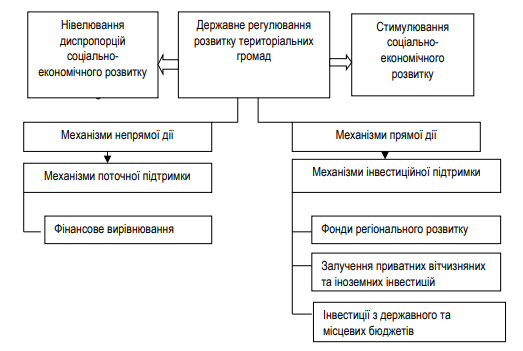 Нівелювання
диспропорцій
соціально-
економічного розвитку
Державне регулювання
розвитку територіальних
громад
Стимулювання
соціально-
економічного
розвитку
Механізми непрямої дії
Механізми прямої дії
Механізми поточної підтримки
Механізми інвестиційної підтримки
Фінансове вирівнювання
Фонди регіонального розвитку
Залучення приватних вітчизняних
та іноземних інвестицій
Інвестиції з державного та
місцевих бюджетів